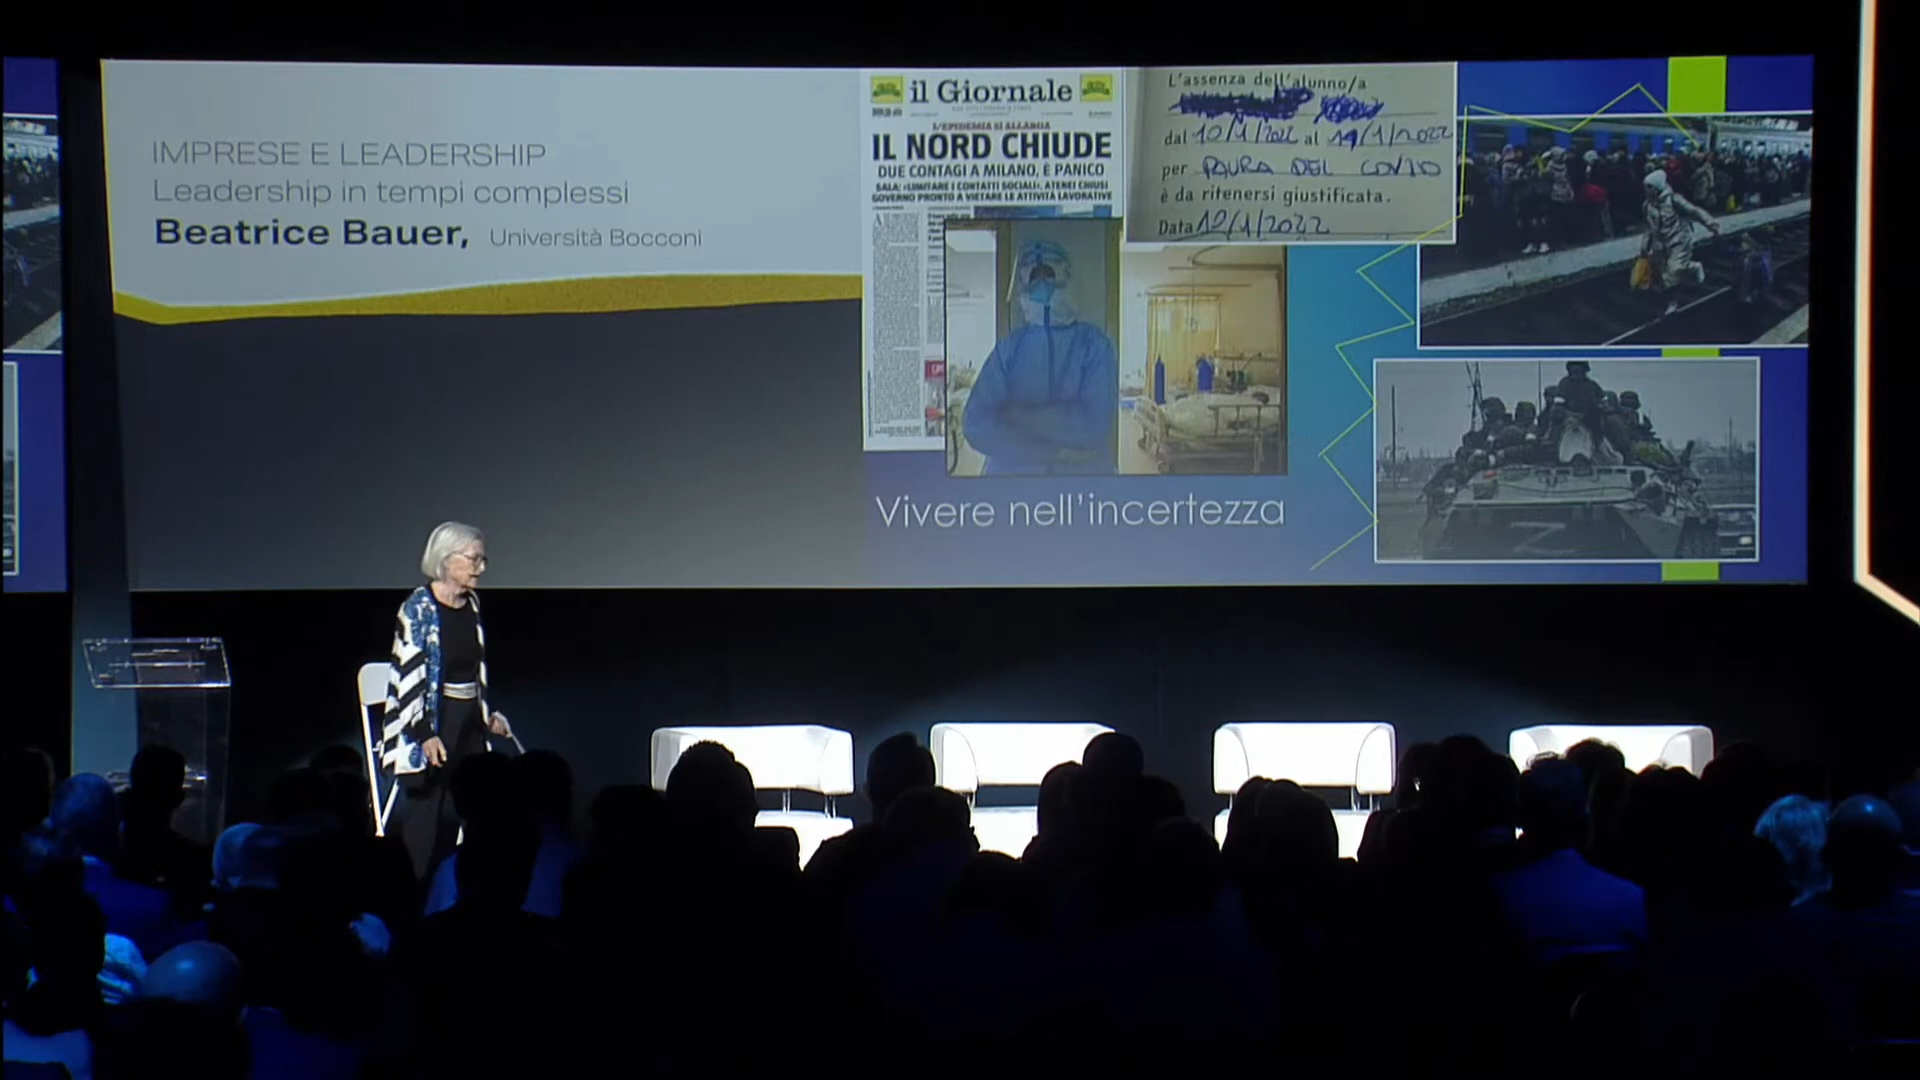 IMPRESE E LEADERSHIP
Leadership in tempi complessi
Beatrice Bauer, Università Bocconi
il Giornale
L'EPIDEMIA SI ALLARGA
IL NORD CHIUDE
DUE CONTAGI A MILANO, È PANICO
SALA: «LIMITARE I CONTATTI SOCIALI». ATENEI CHIUSI
GOVERNO PRONTO A VIETARE LE ATTIVITÀ LAVORATIVE
L'assenza dell'alunno/a
dal 10/1/2022 al 19/1/2022
per PAURA DEL COVID
è da ritenersi giustificata.
Data 10/1/2022
Vivere nell'incertezza
Z